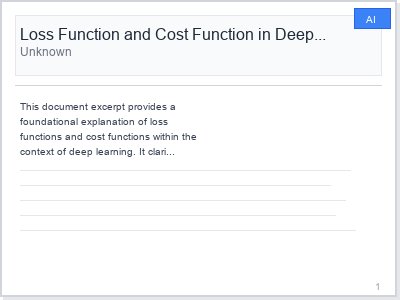 AI
Loss Function and Cost Function in Deep...
Unknown
This document excerpt provides a
foundational explanation of loss
functions and cost functions within the
context of deep learning. It clari...
1